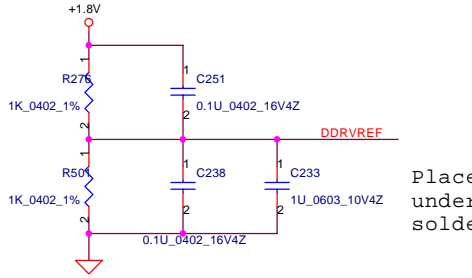 +1.8V
1
R276
1K_0402_1%
2
1
C251
0.1U_0402_16V4Z
2
DDRVREF
1
R501
1K_0402_1%
2
1
C238
2
0.1U_0402_16V4Z
1
C233
1U_0603_10V4Z
2
Place
under
solde